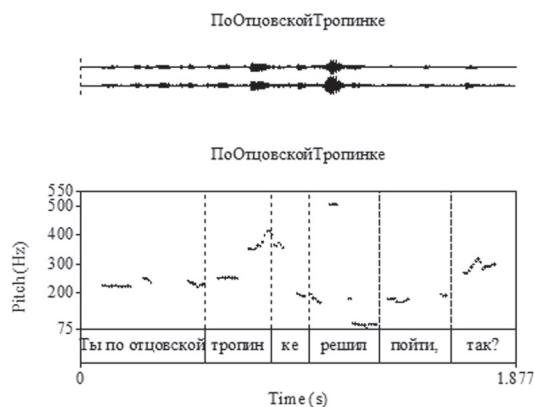 ПоОтцовскойТропинке
ПоОтцовскойТропинке
550
500
400
300
200
75
Pitch (Hz)
Ты по отцовской тропин ке решил пойти, так?
0 1.877
Time (s)